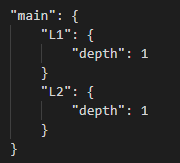 "main": {
    "L1": {
        "depth": 1
    }
    "L2": {
        "depth": 1
    }
}